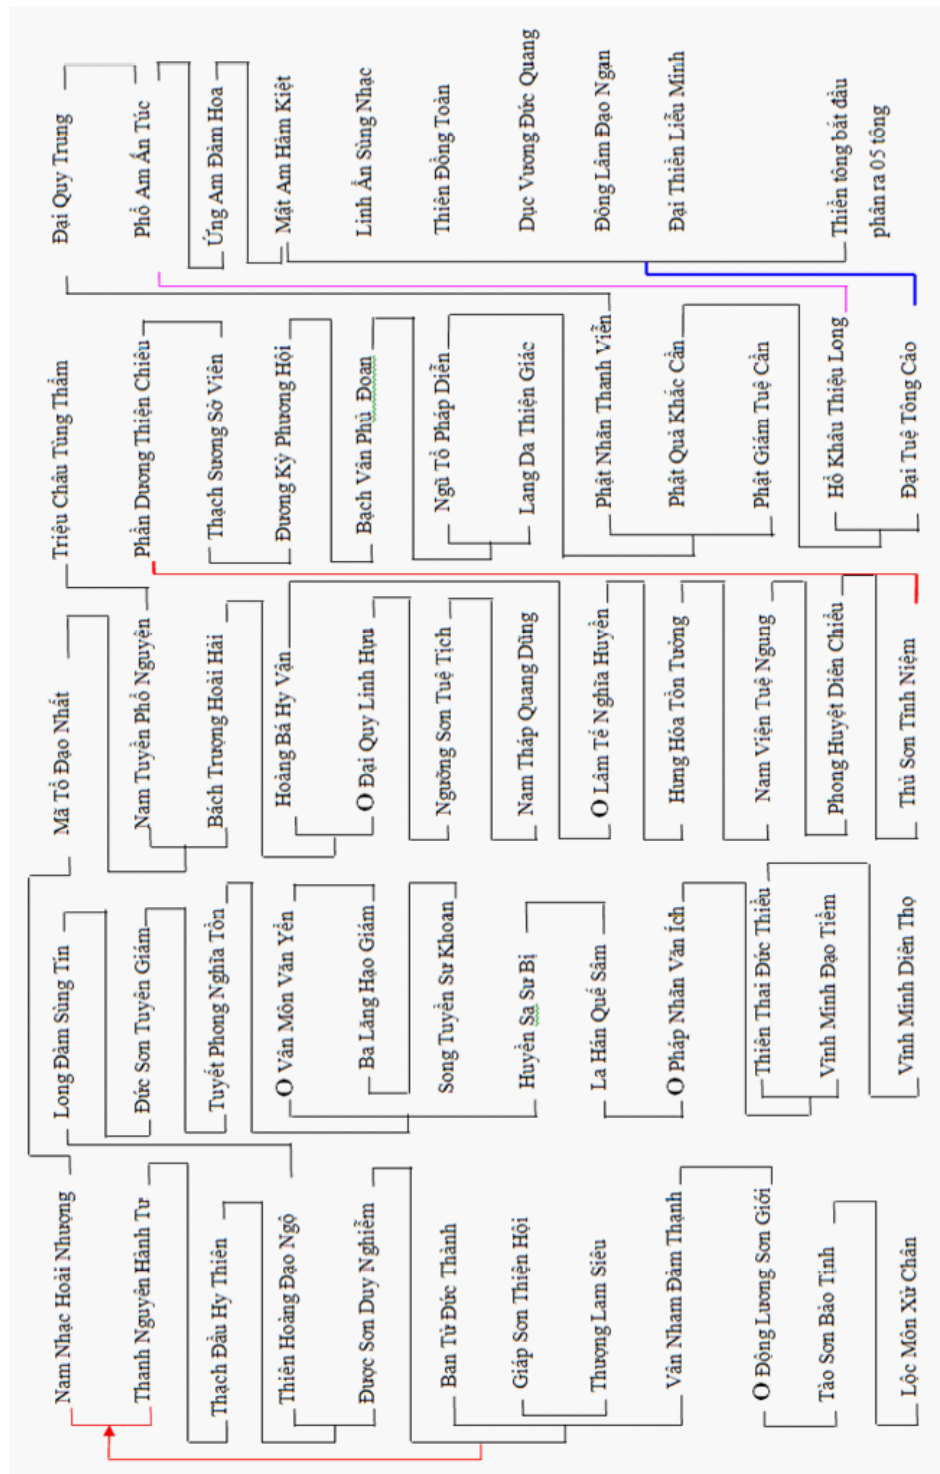 Nam Nhạc Hoài Nhượng
Thanh Nguyên Hành Tư
Thạch Đầu Hy Thiên
Thiên Hoàng Đạo Ngộ
Được Sơn Duy Nghiễm
Ban Tử Đức Thành
Giáp Sơn Thiện Hội
Thượng Lam Siêu
Vân Nham Đàm Thạnh
O Động Lương Sơn Giới
Tào Sơn Bảo Tịnh
Lộc Môn Xử Chân
Long Đàm Sùng Tín
Đức Sơn Tuyên Giám
Tuyết Phong Nghĩa Tồn
O Vân Môn Văn Yển
Ba Lăng Hạo Giám
Song Tuyền Sư Khoan
Huyền Sa Sư Bị
La Hán Quế Sâm
O Pháp Nhãn Văn Ích
Thiên Thai Đức Thiều
Vĩnh Minh Đạo Tiềm
Vĩnh Minh Diên Thọ
Mã Tổ Đạo Nhất
Nam Tuyền Phổ Nguyện
Bách Trượng Hoài Hải
Hoàng Bá Hy Vận
O Đại Quy Linh Hựu
Ngưỡng Sơn Tuệ Tịch
Nam Tháp Quang Dũng
O Lâm Tế Nghĩa Huyền
Hưng Hóa Tồn Tưởng
Nam Viện Tuệ Ngung
Phong Huyệt Diên Chiểu
Thủ Sơn Tỉnh Niệm
Triệu Châu Tùng Thẩm
Phần Dương Thiện Chiêu
Thạch Sương Sở Viên
Đương Kỳ Phương Hội
Bạch Vân Phủ Đoan
Ngũ Tổ Pháp Diễn
Lang Da Thiện Giác
Phật Nhãn Thanh Viễn
Phật Quả Khắc Cần
Phật Giám Tuệ Cần
Hổ Khâu Thiệu Long
Đại Tuệ Tông Cảo
Đại Quy Trung
Phổ Am Ấn Túc
Ứng Am Đàm Hoa
Mật Am Hàm Kiệt
Linh Ẩn Sùng Nhạc
Thiên Đồng Toàn
Dục Vương Đức Quang
Đông Lâm Đạo Ngạn
Đại Thiền Liễu Minh
Thiền tông bắt đầu
phân ra 05 tông